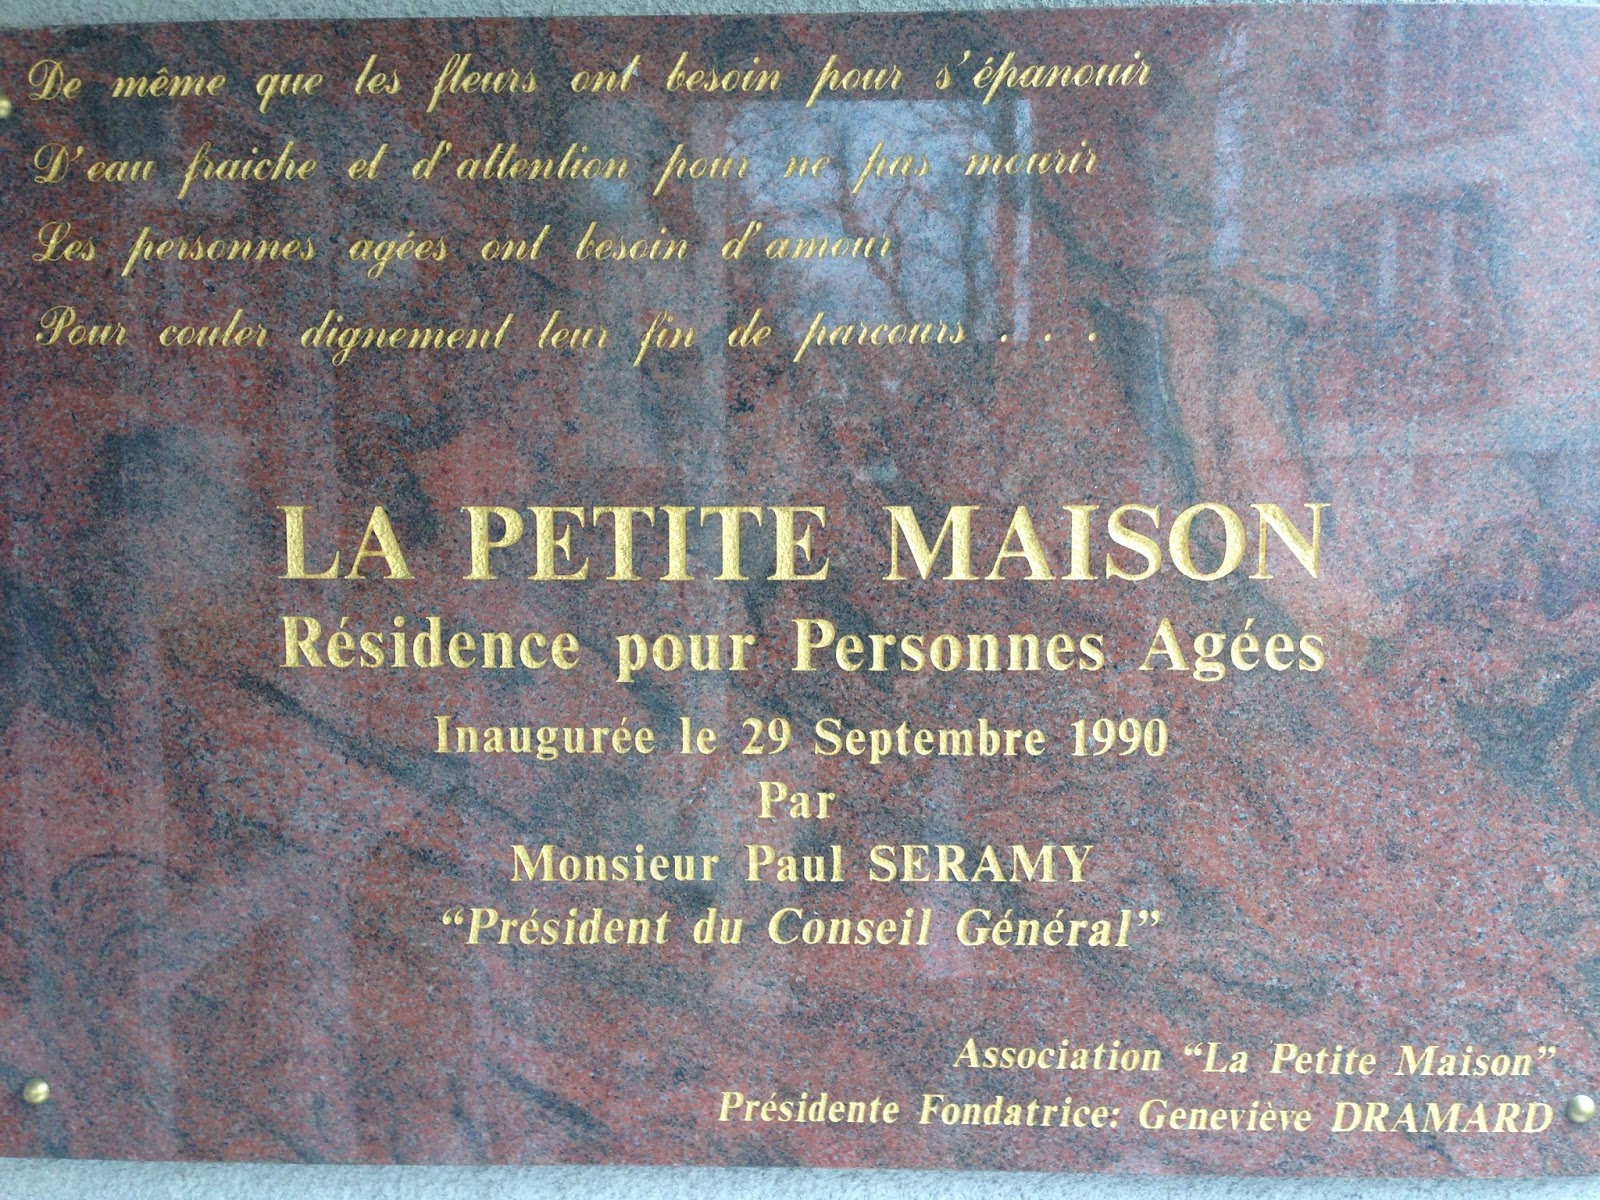 De même que les fleurs ont besoin pour s'épanouir
D'eau fraiche et d'attention pour ne pas mourir
Les personnes agées ont besoin d'amour
Pour couler dignement leur fin de parcours . . .
LA PETITE MAISON
Résidence pour Personnes Agées
Inaugurée le 29 Septembre 1990
Par
Monsieur Paul SERAMY
“Président du Conseil Général”
Association “La Petite Maison”
Présidente Fondatrice: Geneviève DRAMARD